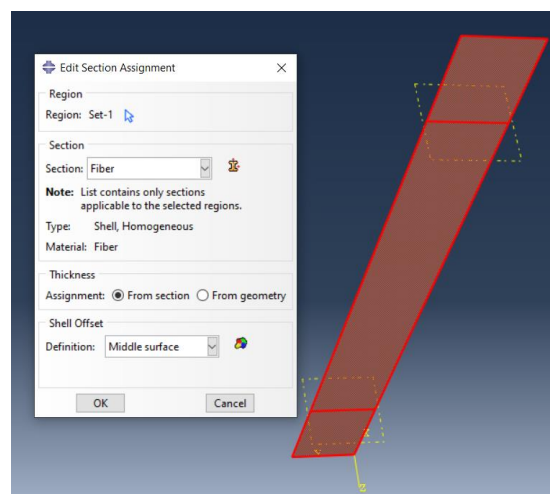 Edit Section Assignment
Region
Region: Set-1
Section
Section: Fiber
Note: List contains only sections
applicable to the selected regions.
Type: Shell, Homogeneous
Material: Fiber
Thickness
Assignment: From section From geometry
Shell Offset
Definition: Middle surface
OK Cancel
Z